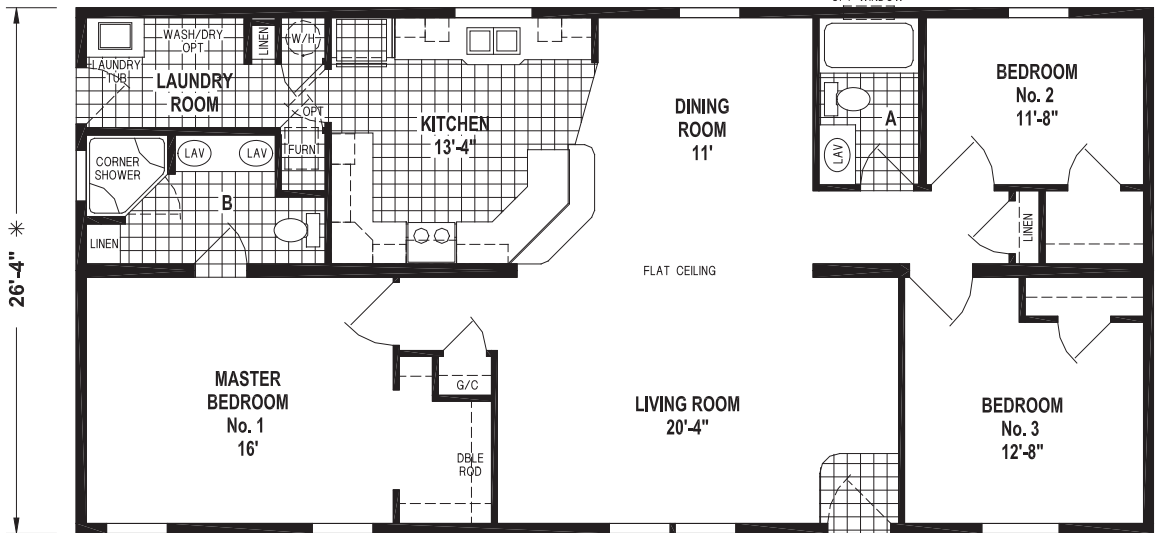 WASH/DRY
OPT
LINEN
W/H
LAUNDRY
TUB
LAUNDRY
ROOM
OPT
FURN
KITCHEN
13'-4"
DINING
ROOM
11'
A
LAV
BEDROOM
No. 2
11'-8"
CORNER
SHOWER
LAV
LAV
B
LINEN
LINEN
26'-4" *
FLAT CEILING
MASTER
BEDROOM
No. 1
16'
G/C
DBLE
ROD
LIVING ROOM
20'-4"
BEDROOM
No. 3
12'-8"